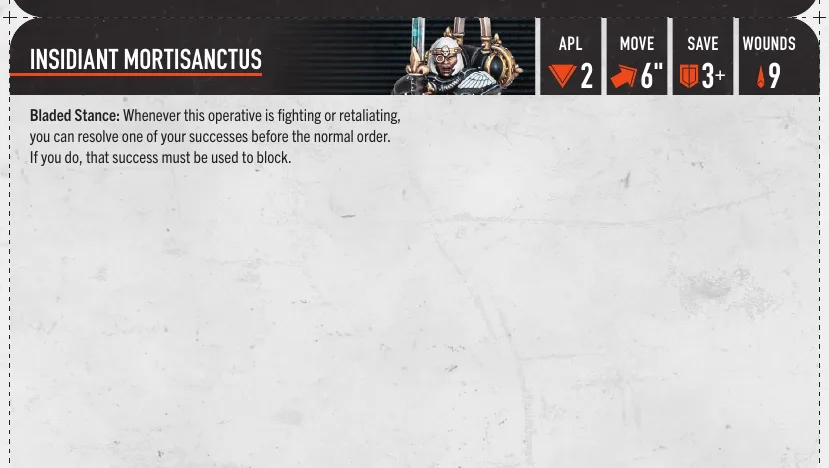 INSIDIANT MORTISANCTUS
APL MOVE SAVE WOUNDS
2 6" 3+ 9
Bladed Stance: Whenever this operative is fighting or retaliating,
you can resolve one of your successes before the normal order.
If you do, that success must be used to block.